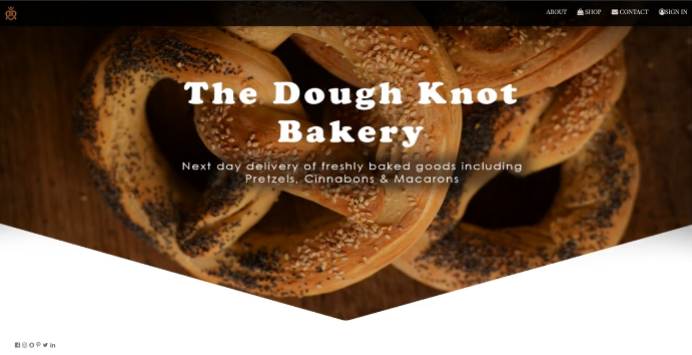 ABOUT SHOP CONTACT SIGN IN
The Dough Knot
Bakery
Next day delivery of freshly baked goods including
Pretzels, Cinnabons & Macarons